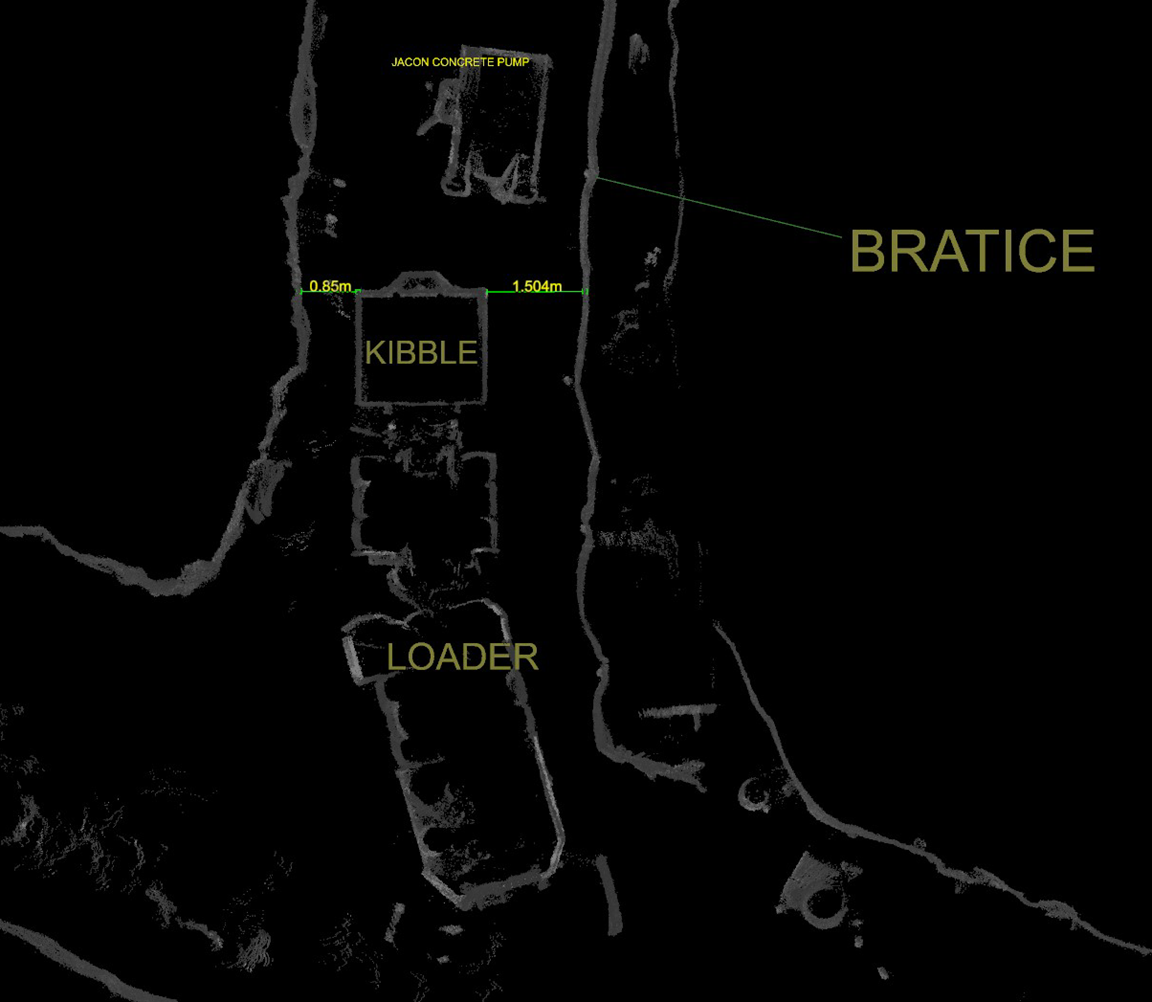 JACON CONCRETE PUMP
BRATICE
0.85m
1.504m
KIBBLE
LOADER